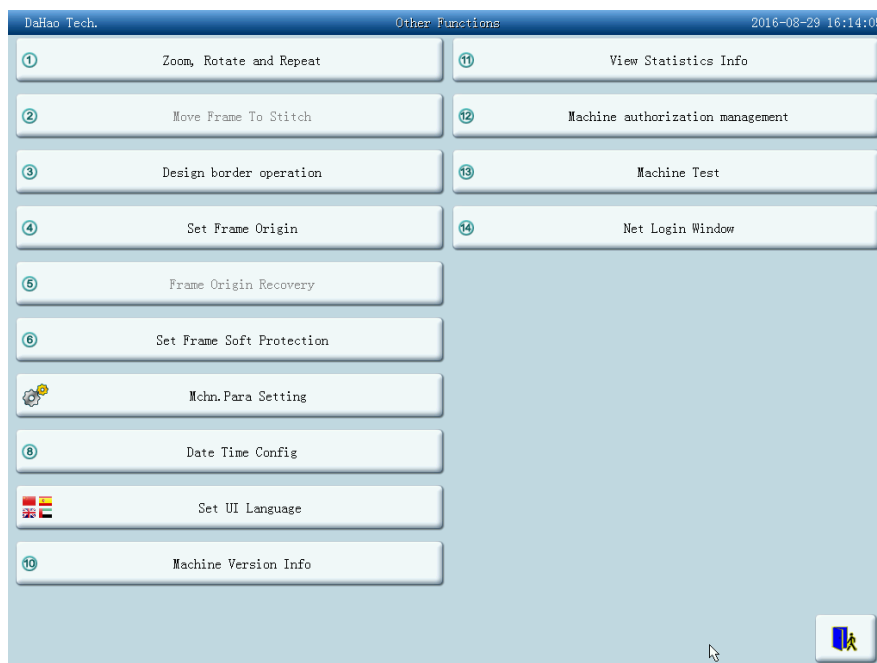 DaHao Tech. Other Functions 2016-08-29 16:14:05
① Zoom, Rotate and Repeat
② Move Frame To Stitch
③ Design border operation
④ Set Frame Origin
⑤ Frame Origin Recovery
⑥ Set Frame Soft Protection
Mchn.Para Setting
⑧ Date Time Config
Set UI Language
⑩ Machine Version Info
⑪ View Statistics Info
⑫ Machine authorization management
⑬ Machine Test
⑭ Net Login Window